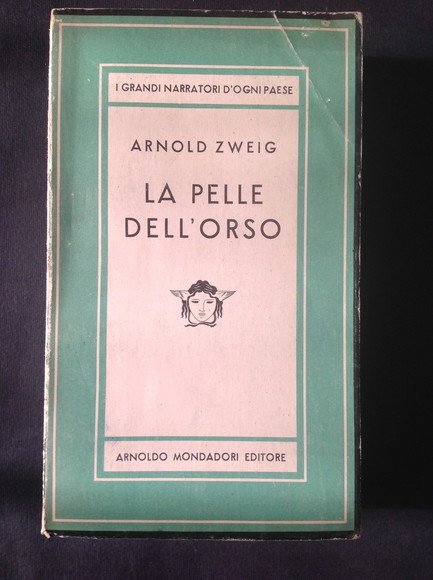 I GRANDI NARRATORI D'OGNI PAESE
ARNOLD ZWEIG
LA PELLE
DELL'ORSO
ARNOLDO MONDADORI EDITORE